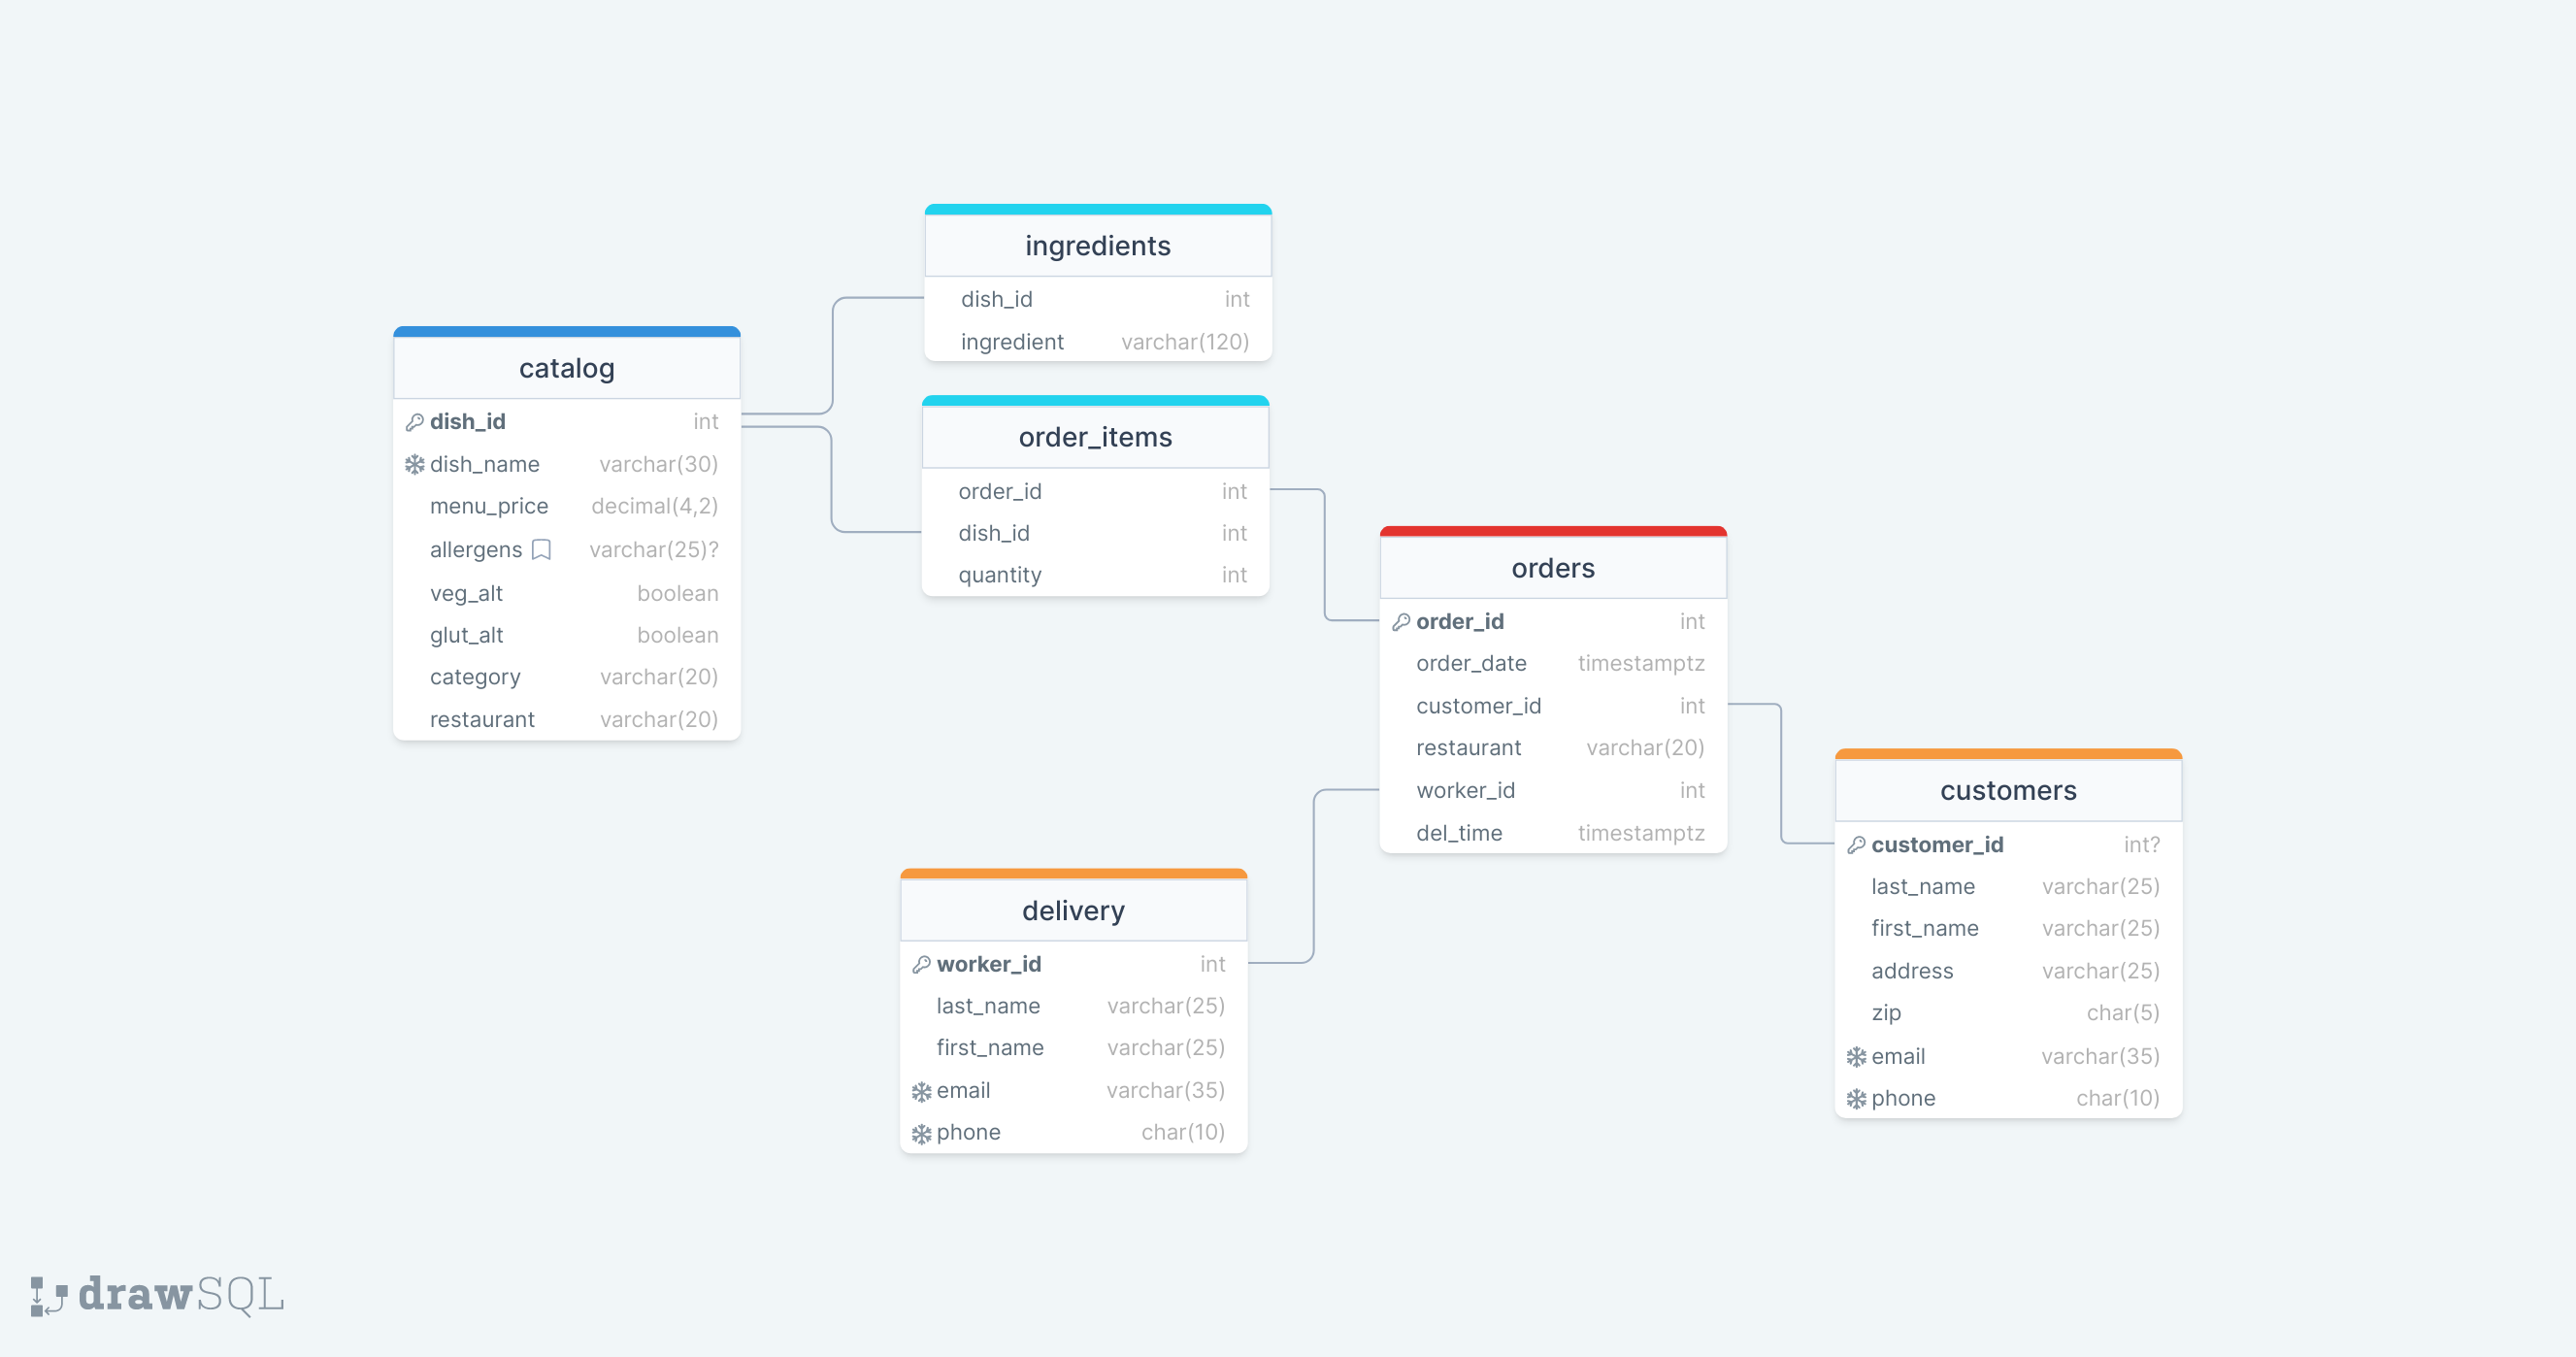 ingredients
dish_id int
ingredient varchar(120)
catalog
dish_id int
dish_name varchar(30)
menu_price decimal(4,2)
allergens varchar(25)?
veg_alt boolean
glut_alt boolean
category varchar(20)
restaurant varchar(20)
order_items
order_id int
dish_id int
quantity int
orders
order_id int
order_date timestamptz
customer_id int
restaurant varchar(20)
worker_id int
del_time timestamptz
customers
customer_id int?
last_name varchar(25)
first_name varchar(25)
address varchar(25)
zip char(5)
email varchar(35)
phone char(10)
delivery
worker_id int
last_name varchar(25)
first_name varchar(25)
email varchar(35)
phone char(10)
drawSQL